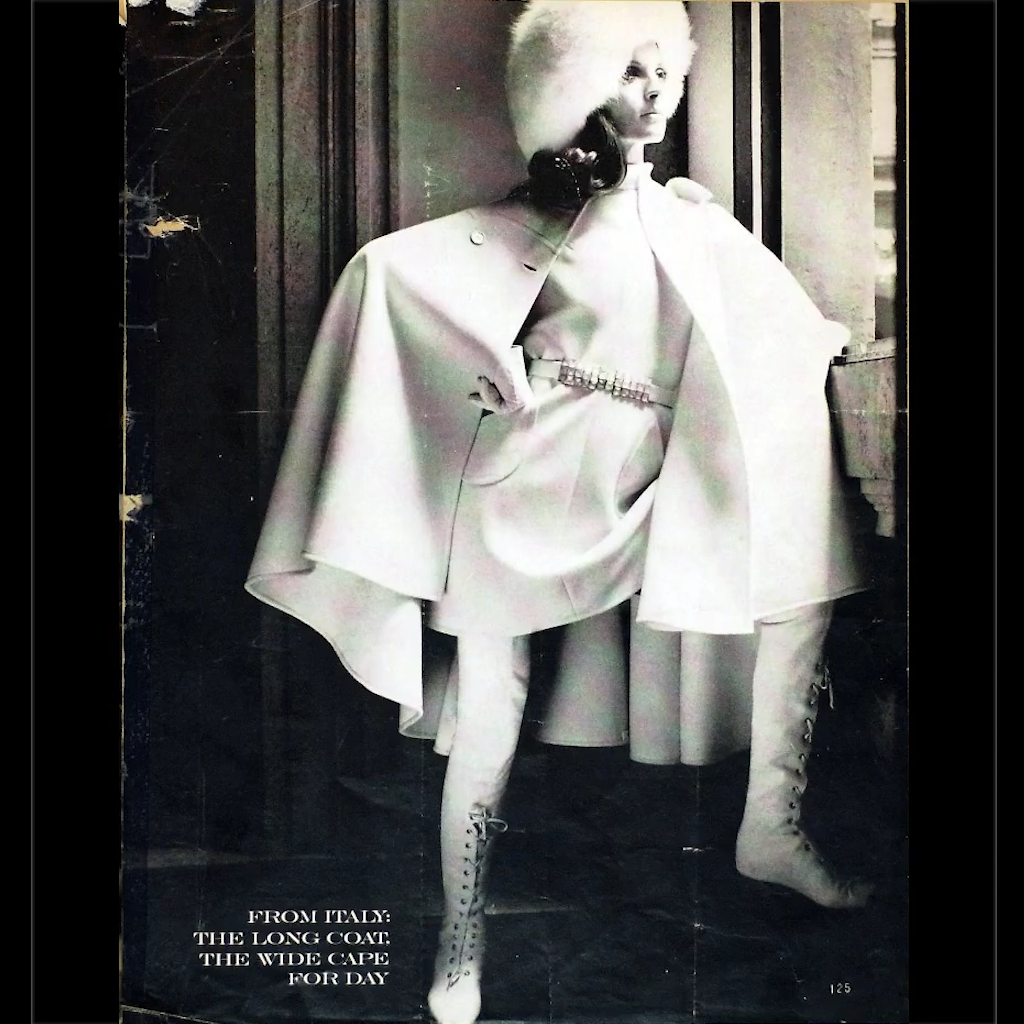 FROM ITALY:
THE LONG COAT,
THE WIDE CAPE
FOR DAY
125